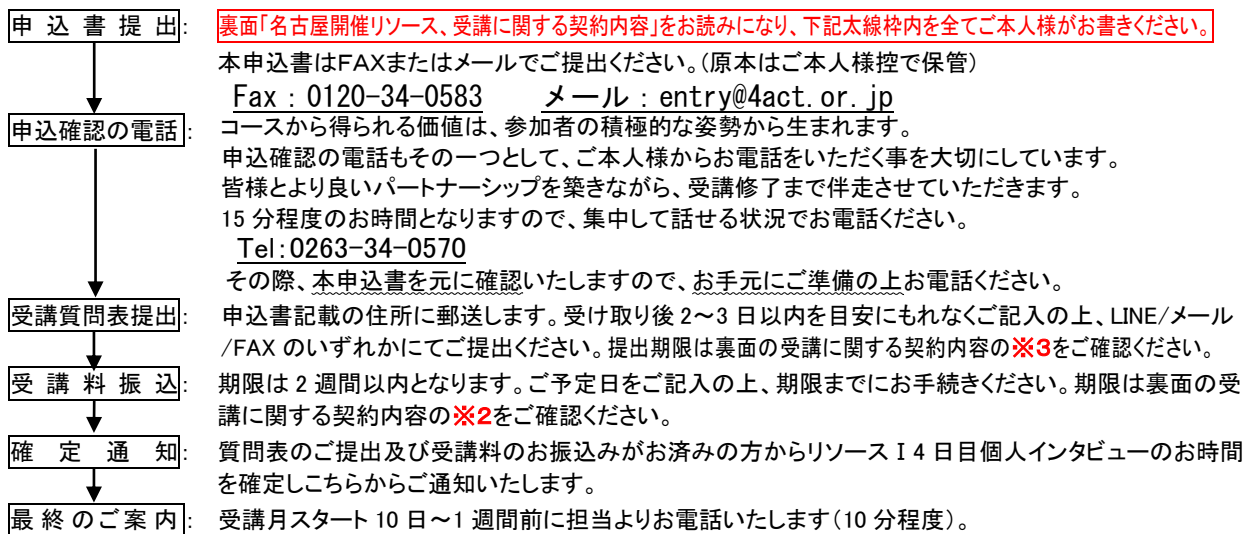 申込書提出: 裏面「名古屋開催リソース、受講に関する契約内容」をお読みになり、下記太線枠内を全てご本人様がお書きください。
本申込書はFAXまたはメールでご提出ください。(原本はご本人様控で保管)
Fax：0120-34-0583 メール：entry@4act.or.jp
申込確認の電話: コースから得られる価値は、参加者の積極的な姿勢から生まれます。
申込確認の電話もその一つとして、ご本人様からお電話をいただく事を大切にしています。
皆様とより良いパートナーシップを築きながら、受講修了まで伴走させていただきます。
15分程度のお時間となりますので、集中して話せる状況でお電話ください。
Tel:0263-34-0570
その際、本申込書を元に確認いたしますので、お手元にご準備の上お電話ください。
受講質問表提出: 申込書記載の住所に郵送します。受け取り後2～3日以内を目安にもれなくご記入の上、LINE/メール
/FAXのいずれかにてご提出ください。提出期限は裏面の受講に関する契約内容の※3をご確認ください。
受講料振込: 期限は2週間以内となります。ご予定日をご記入の上、期限までにお手続きください。期限は裏面の受
講に関する契約内容の※2をご確認ください。
確定通知: 質問表のご提出及び受講料のお振込みがお済みの方からリソースⅠ4日目個人インタビューのお時間
を確定しこちらからご通知いたします。
最終のご案内: 受講月スタート10日～1週間前に担当よりお電話いたします(10分程度)。